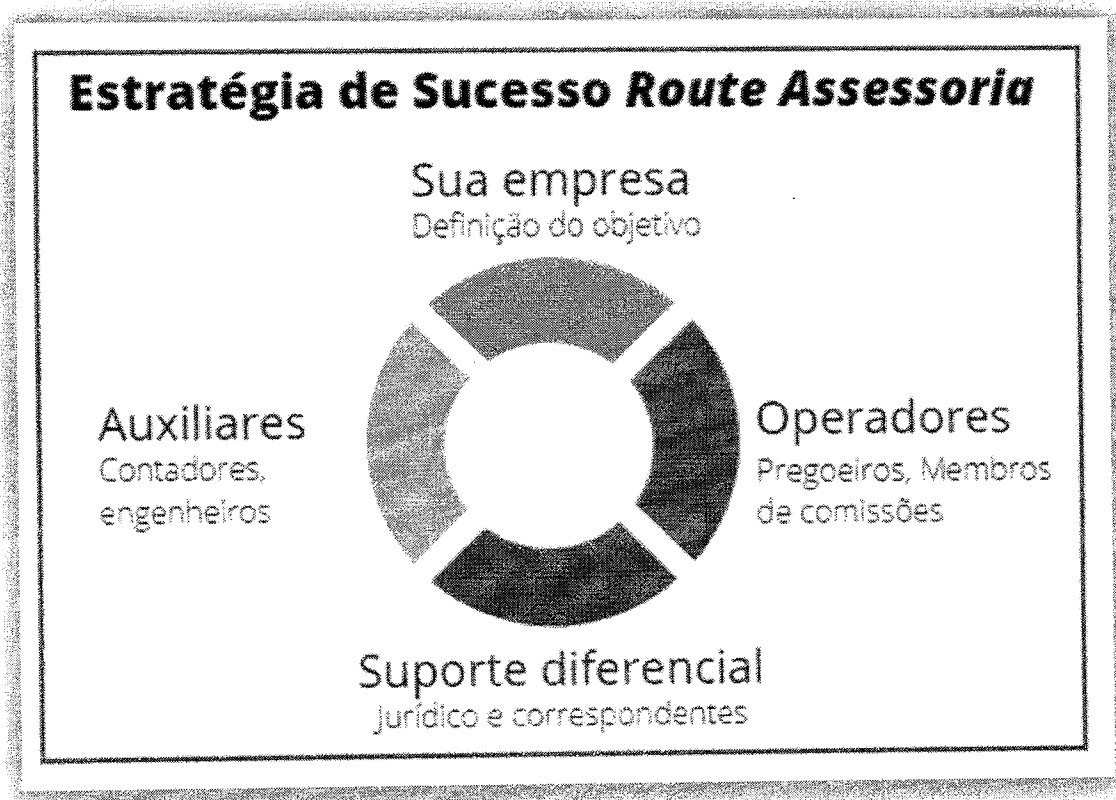 Estratégia de Sucesso Route Assessoria
Sua empresa
Definição do objetivo
Auxiliares
Contadores,
engenheiros
Operadores
Pregoeiros, Membros
de comissões
Suporte diferencial
Jurídico e correspondentes